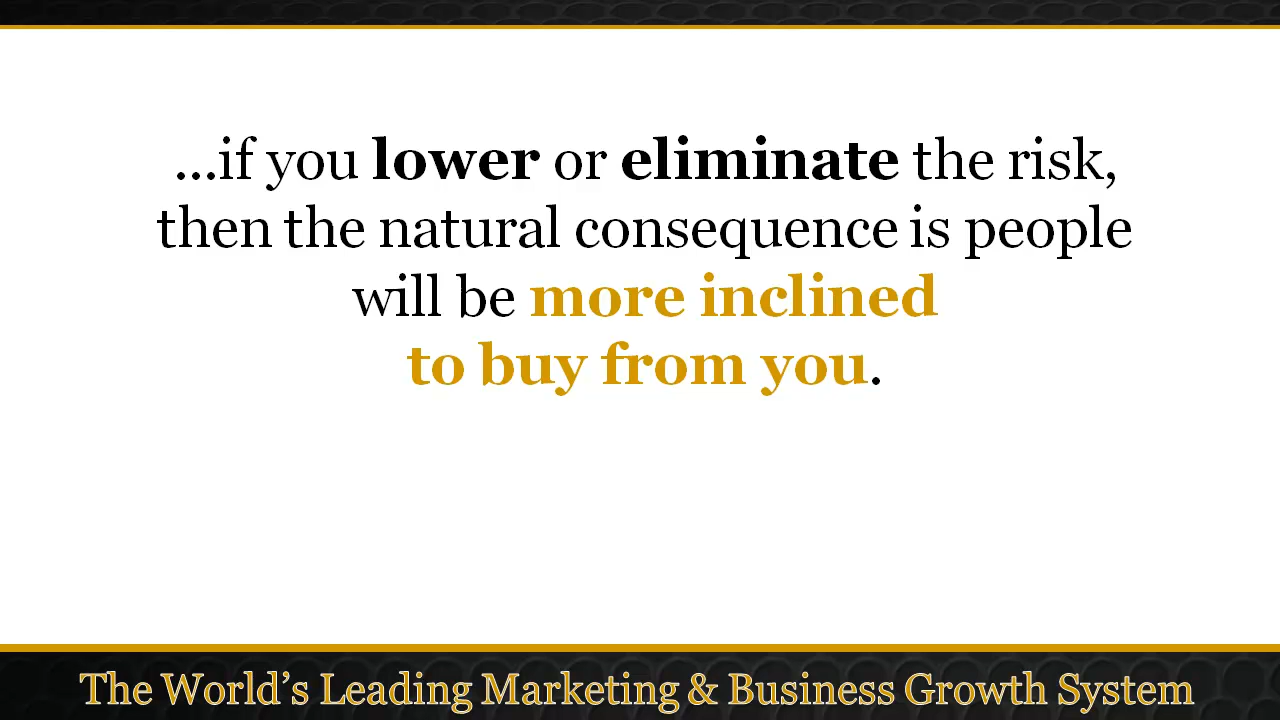 ...if you lower or eliminate the risk,
then the natural consequence is people
will be more inclined
to buy from you.
The World’s Leading Marketing & Business Growth System